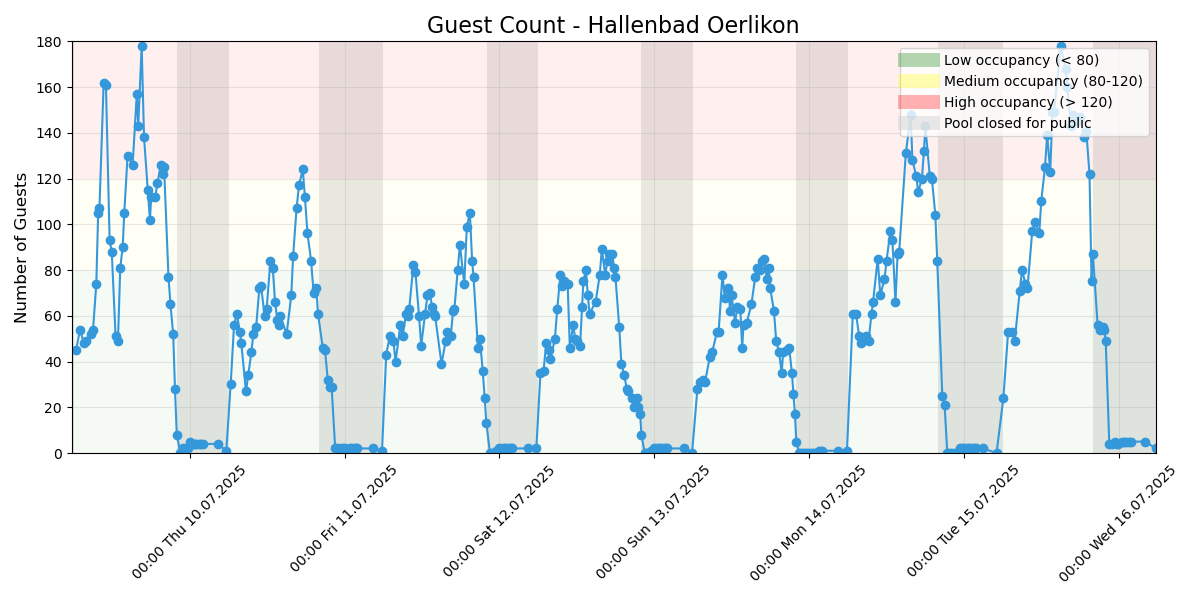 Guest Count - Hallenbad Oerlikon
Number of Guests
180
160
140
120
100
80
60
40
20
0
Low occupancy (< 80)
Medium occupancy (80-120)
High occupancy (> 120)
Pool closed for public
00:00 Thu 10.07.2025
00:00 Fri 11.07.2025
00:00 Sat 12.07.2025
00:00 Sun 13.07.2025
00:00 Mon 14.07.2025
00:00 Tue 15.07.2025
00:00 Wed 16.07.2025